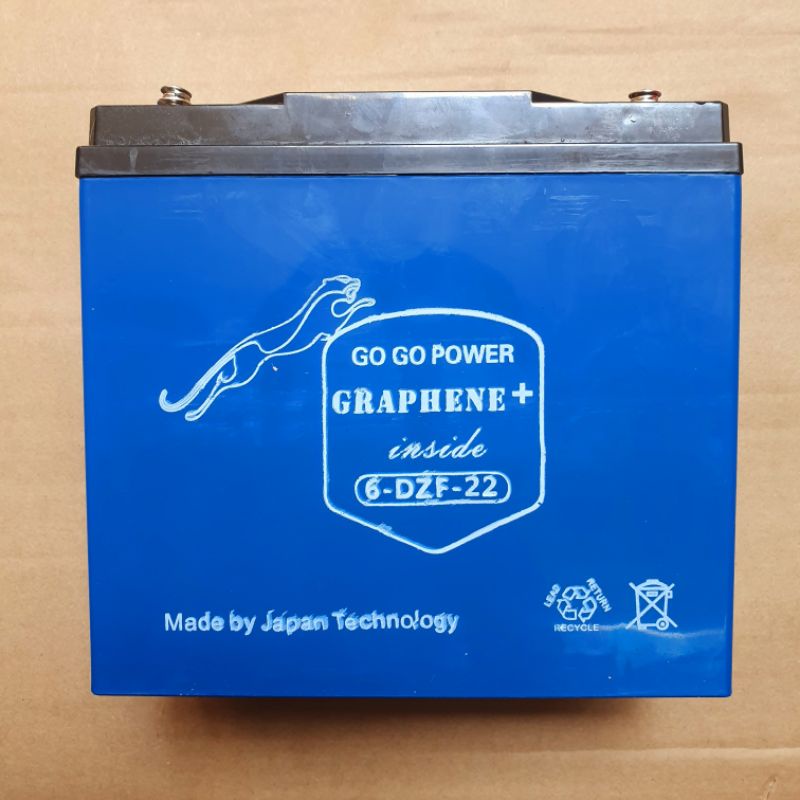 GO GO POWER
GRAPHENE+
inside
6-DZF-22
Made by Japan Technology
LEAD
RETURN
RECYCLE